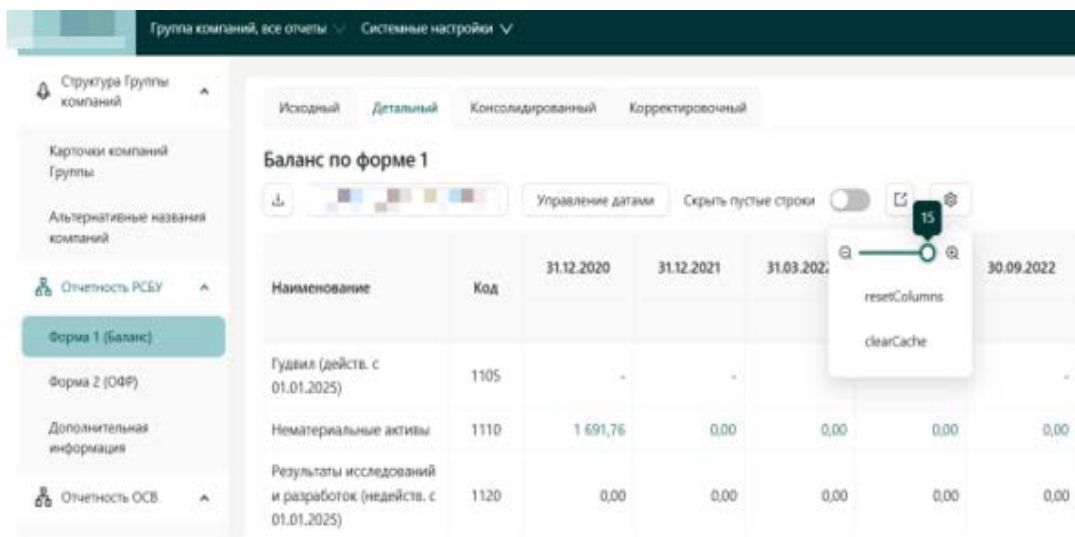 Группа компаний, все отчеты
Системные настройки
Структура Группы
компаний
Карточки компаний
Группы
Альтернативные названия
компаний
Отчетность РСБУ
Форма 1 (Баланс)
Форма 2 (ОФР)
Дополнительная
информация
Отчетность ОСВ
Исходный
Детальный
Консолидированный
Корректировочный
Баланс по форме 1
Управление датами
Скрыть пустые строки
15
resetColumns
clearCache
Наименование
Код
31.12.2020
31.12.2021
31.03.2022
30.09.2022
Гудвил (действ. с
01.01.2025)
1105
-
-
-
Нематериальные активы
1110
1 691,76
0,00
0,00
0,00
0,00
Результаты исследований
и разработок (недейств. с
01.01.2025)
1120
0,00
0,00
0,00
0,00
0,00